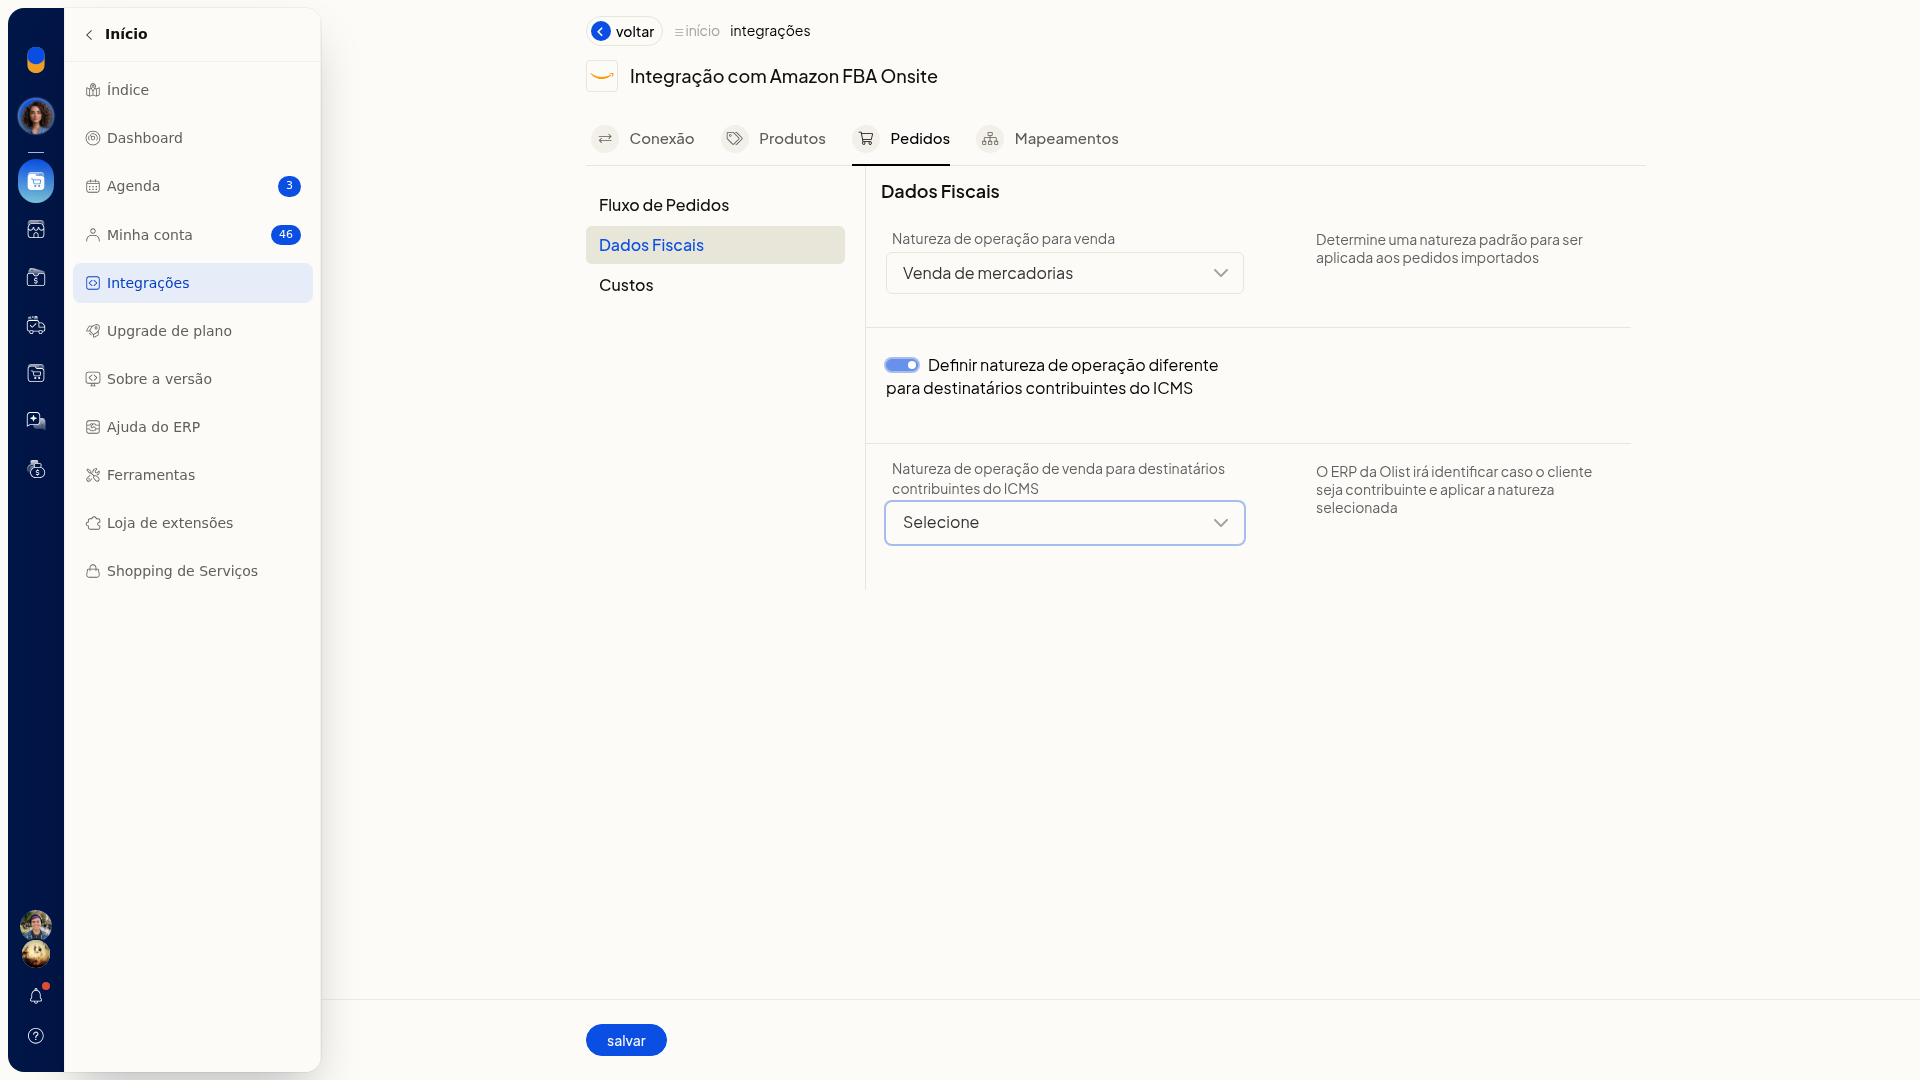 Início
Índice
Dashboard
Agenda
3
Minha conta
46
Integrações
Upgrade de plano
Sobre a versão
Ajuda do ERP
Ferramentas
Loja de extensões
Shopping de Serviços
voltar
início
integrações
Integração com Amazon FBA Onsite
Conexão
Produtos
Pedidos
Mapeamentos
Fluxo de Pedidos
Dados Fiscais
Custos
Dados Fiscais
Natureza de operação para venda
Venda de mercadorias
Determine uma natureza padrão para ser
aplicada aos pedidos importados
Definir natureza de operação diferente
para destinatários contribuintes do ICMS
Natureza de operação de venda para destinatários
contribuintes do ICMS
Selecione
O ERP da Olist irá identificar caso o cliente
seja contribuinte e aplicar a natureza
selecionada
salvar